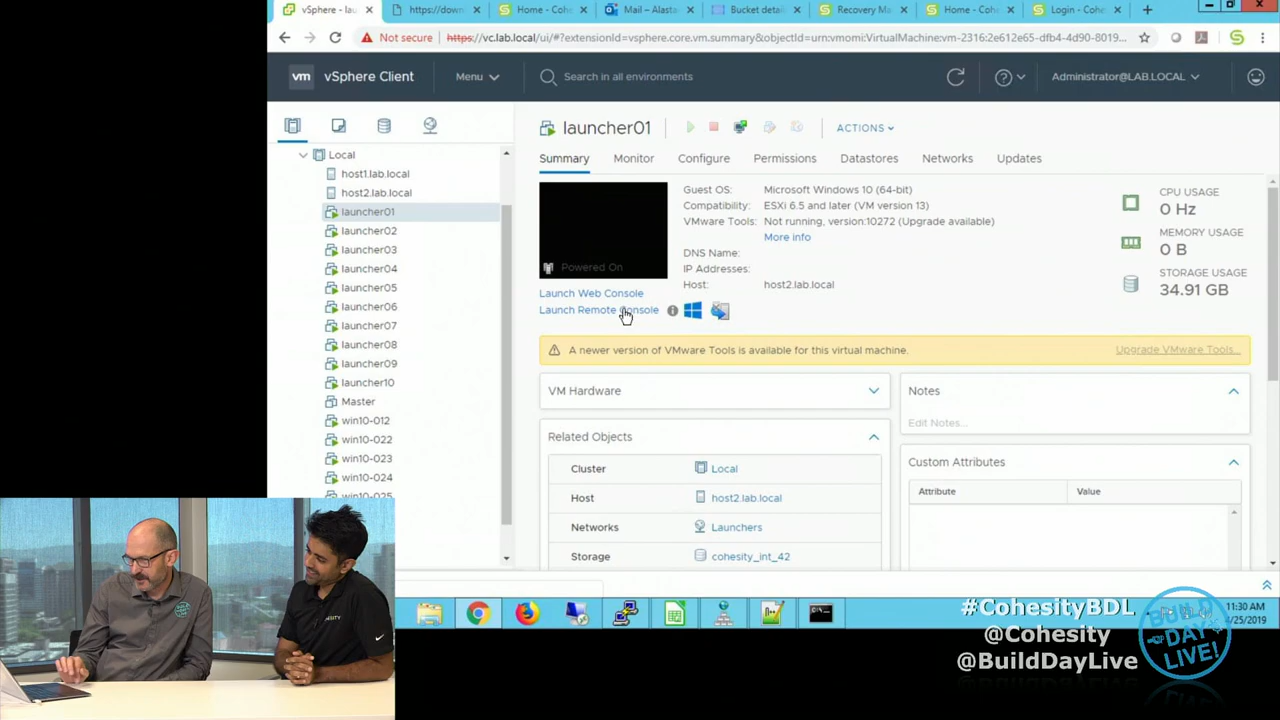 vSphere - lau
https://down
Home - Cohe
Mail – Alasta
Bucket detai
Recovery Ma
Home - Cohe
Login - Cohe
Not secure
https://vc.lab.local/ui/#?extensionId=vsphere.core.vm.summary&objectId=urn:vmomi:VirtualMachine:vm-2316:2e612e65-dfb4-4d90-8019...
vm vSphere Client
Menu
Search in all environments
Administrator@LAB.LOCAL
Local
host1.lab.local
host2.lab.local
launcher01
launcher02
launcher03
launcher04
launcher05
launcher06
launcher07
launcher08
launcher09
launcher10
Master
win10-012
win10-022
win10-023
win10-024
win10-025
launcher01
ACTIONS
Summary
Monitor
Configure
Permissions
Datastores
Networks
Updates
Powered On
Launch Web Console
Launch Remote Console
Guest OS: Microsoft Windows 10 (64-bit)
Compatibility: ESXi 6.5 and later (VM version 13)
VMware Tools: Not running, version:10272 (Upgrade available)
More info
DNS Name:
IP Addresses:
Host: host2.lab.local
CPU USAGE
0 Hz
MEMORY USAGE
0 B
STORAGE USAGE
34.91 GB
A newer version of VMware Tools is available for this virtual machine.
Upgrade VMware Tools...
VM Hardware
Related Objects
Cluster Local
Host host2.lab.local
Networks Launchers
Storage cohesity_int_42
Notes
Edit Notes...
Custom Attributes
Attribute Value
11:30 AM
4/25/2019
#CohesityBDL
@Cohesity
@BuildDayLive
BUILD
DAY
LIVE!